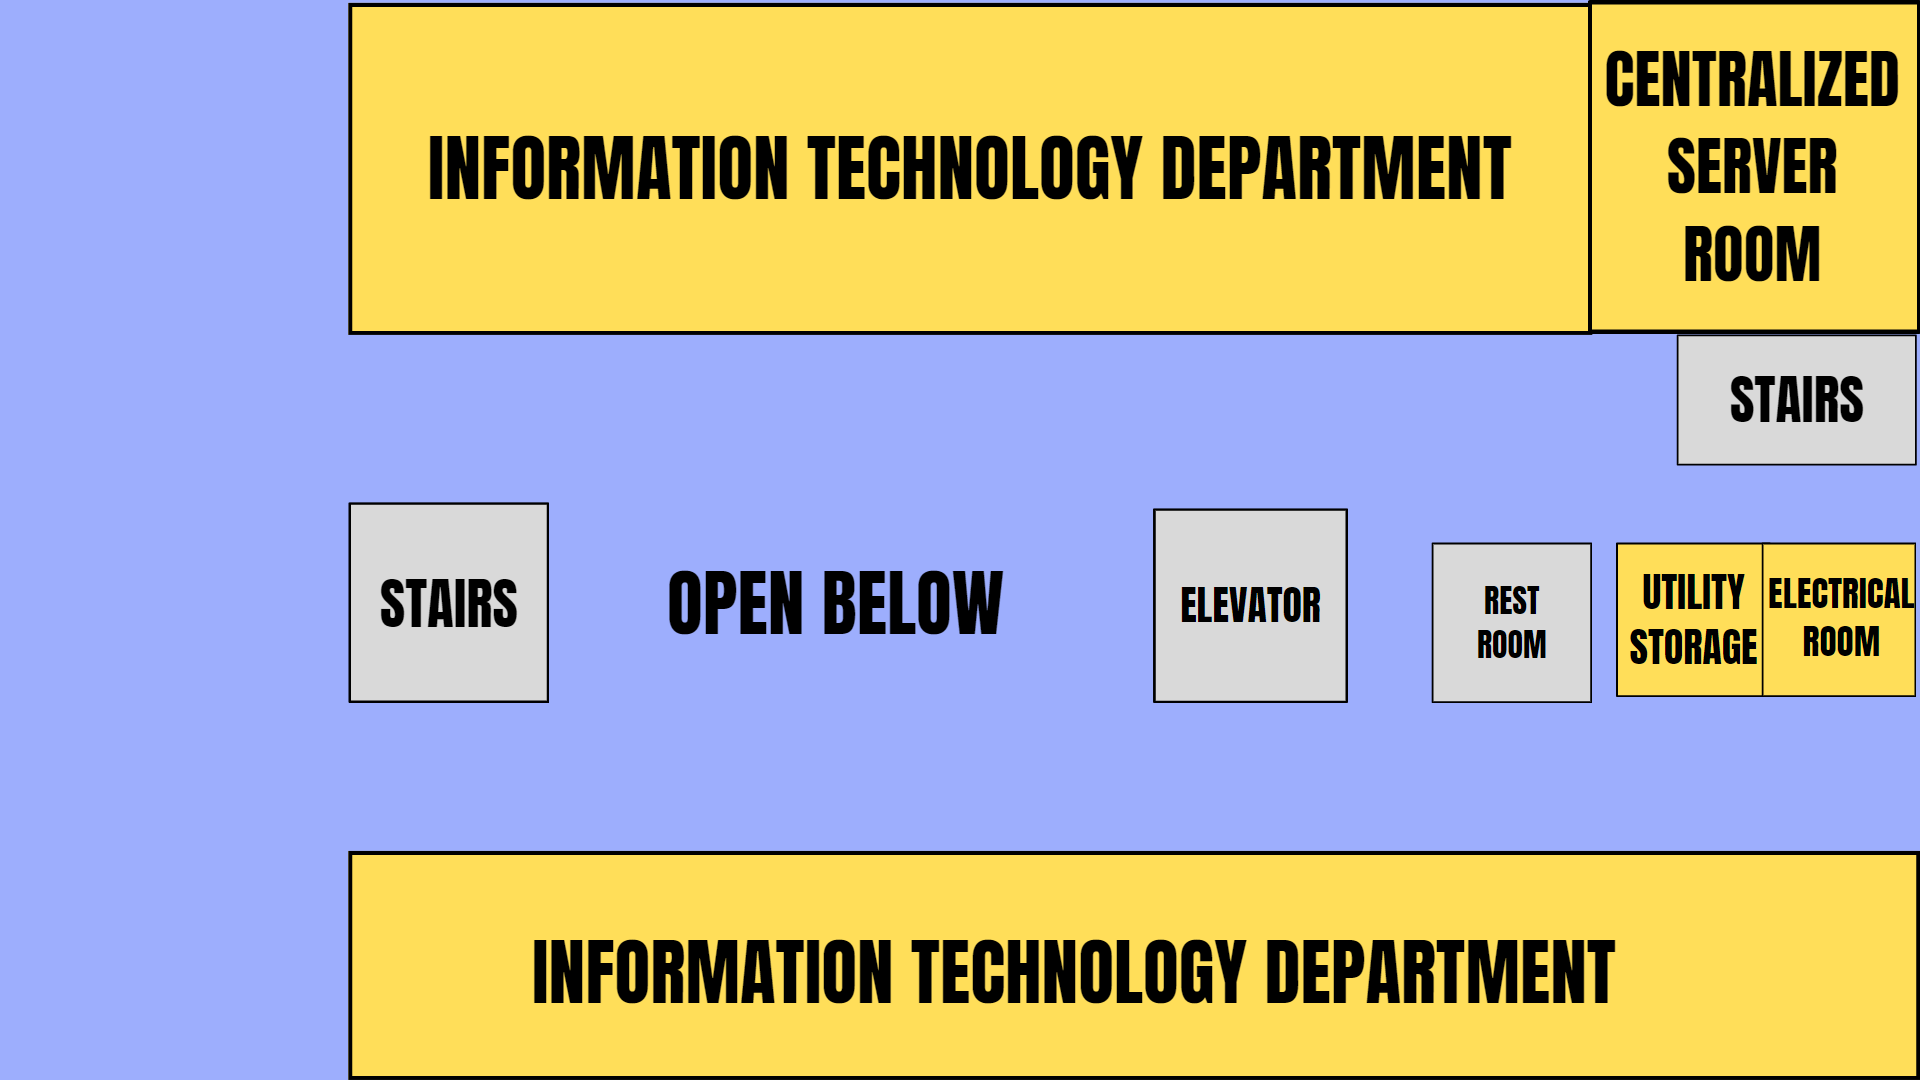 INFORMATION TECHNOLOGY DEPARTMENT
CENTRALIZED
SERVER
ROOM
STAIRS
STAIRS
OPEN BELOW
ELEVATOR
REST
ROOM
UTILITY
STORAGE
ELECTRICAL
ROOM
INFORMATION TECHNOLOGY DEPARTMENT